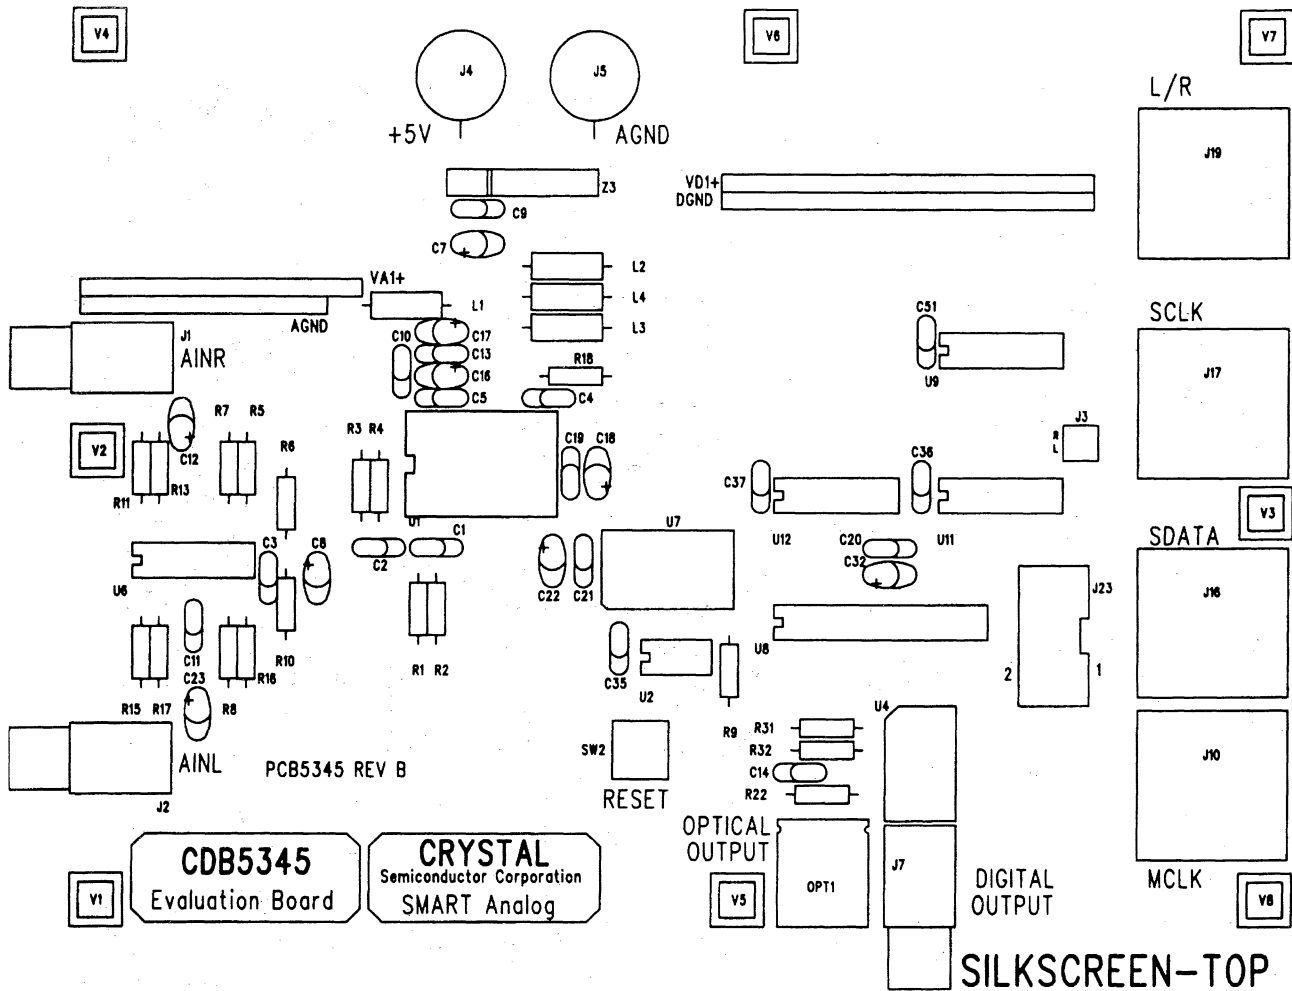 V4
V6
V7
J4
J5
+5V
AGND
L/R
J19
Z3
VD1+
DGND
C9
C7
L2
VA1+
L4
L1
AGND
L3
C51
SCLK
J1
AINR
C10
C17
C13
C16
C5
R18
C4
U9
J17
R7 R5
J3
R
L
R3 R4
C19 C18
V2
C12
R6
C37
C36
R11
R13
V3
U1
C1
U7
U12
C20
U11
SDATA
C3
C8
C2
C32
U6
C22 C21
J23
J16
C11
R10
R1 R2
C35
U2
U8
2
1
C23
R16
R15 R17
R8
R9
R31
U4
SW2
R32
J10
AINL
PCB5345 REV B
C14
J2
RESET
R22
OPTICAL
OUTPUT
CDB5345
Evaluation Board
CRYSTAL
Semiconductor Corporation
SMART Analog
J7
OPT1
DIGITAL
OUTPUT
MCLK
V1
V5
V8
SILKSCREEN-TOP